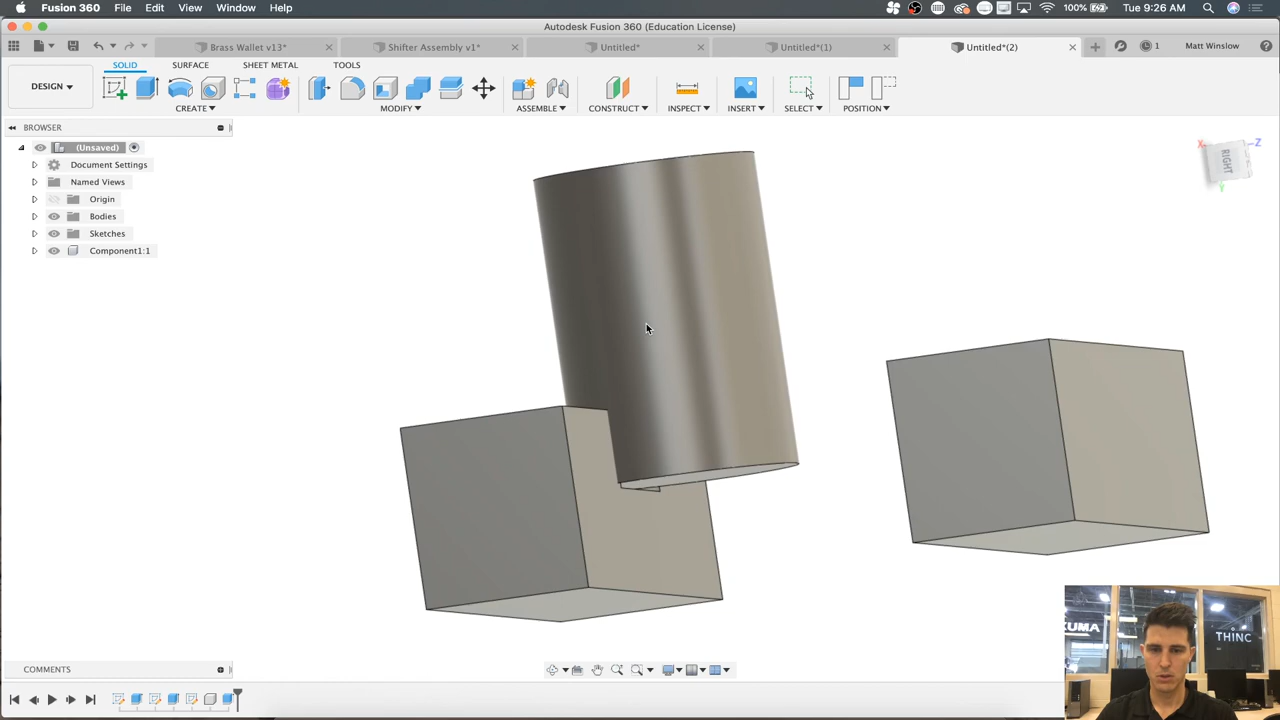 Fusion 360 File Edit View Window Help 100% Tue 9:26 AM
Autodesk Fusion 360 (Education License)
Brass Wallet v13* Shifter Assembly v1* Untitled* Untitled*(1) Untitled*(2) 1 Matt Winslow
SOLID SURFACE SHEET METAL TOOLS
DESIGN
CREATE MODIFY ASSEMBLE CONSTRUCT INSPECT INSERT SELECT POSITION
BROWSER
(Unsaved)
Document Settings
Named Views
Origin
Bodies
Sketches
Component1:1
X Z
RIGHT
Y
KUMA
THINC
COMMENTS